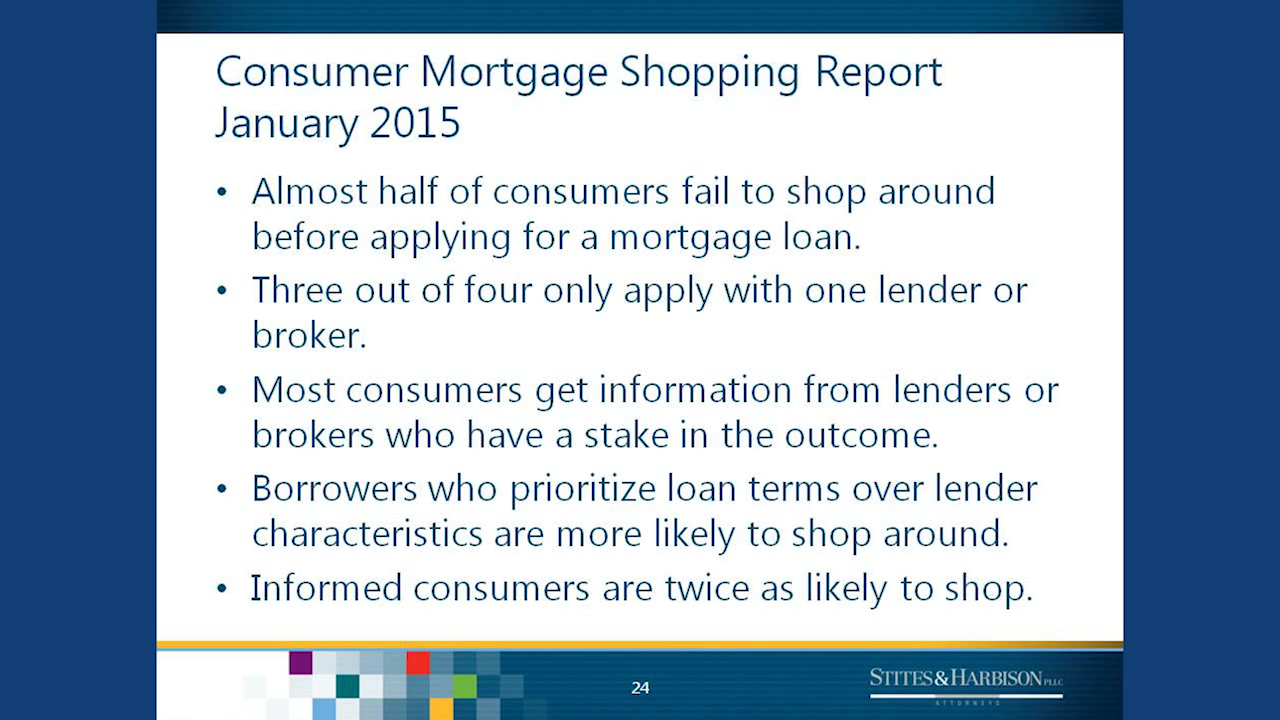 Consumer Mortgage Shopping Report
January 2015
• Almost half of consumers fail to shop around
before applying for a mortgage loan.
• Three out of four only apply with one lender or
broker.
• Most consumers get information from lenders or
brokers who have a stake in the outcome.
• Borrowers who prioritize loan terms over lender
characteristics are more likely to shop around.
• Informed consumers are twice as likely to shop.
24
STITES & HARBISON PLLC
ATTORNEYS